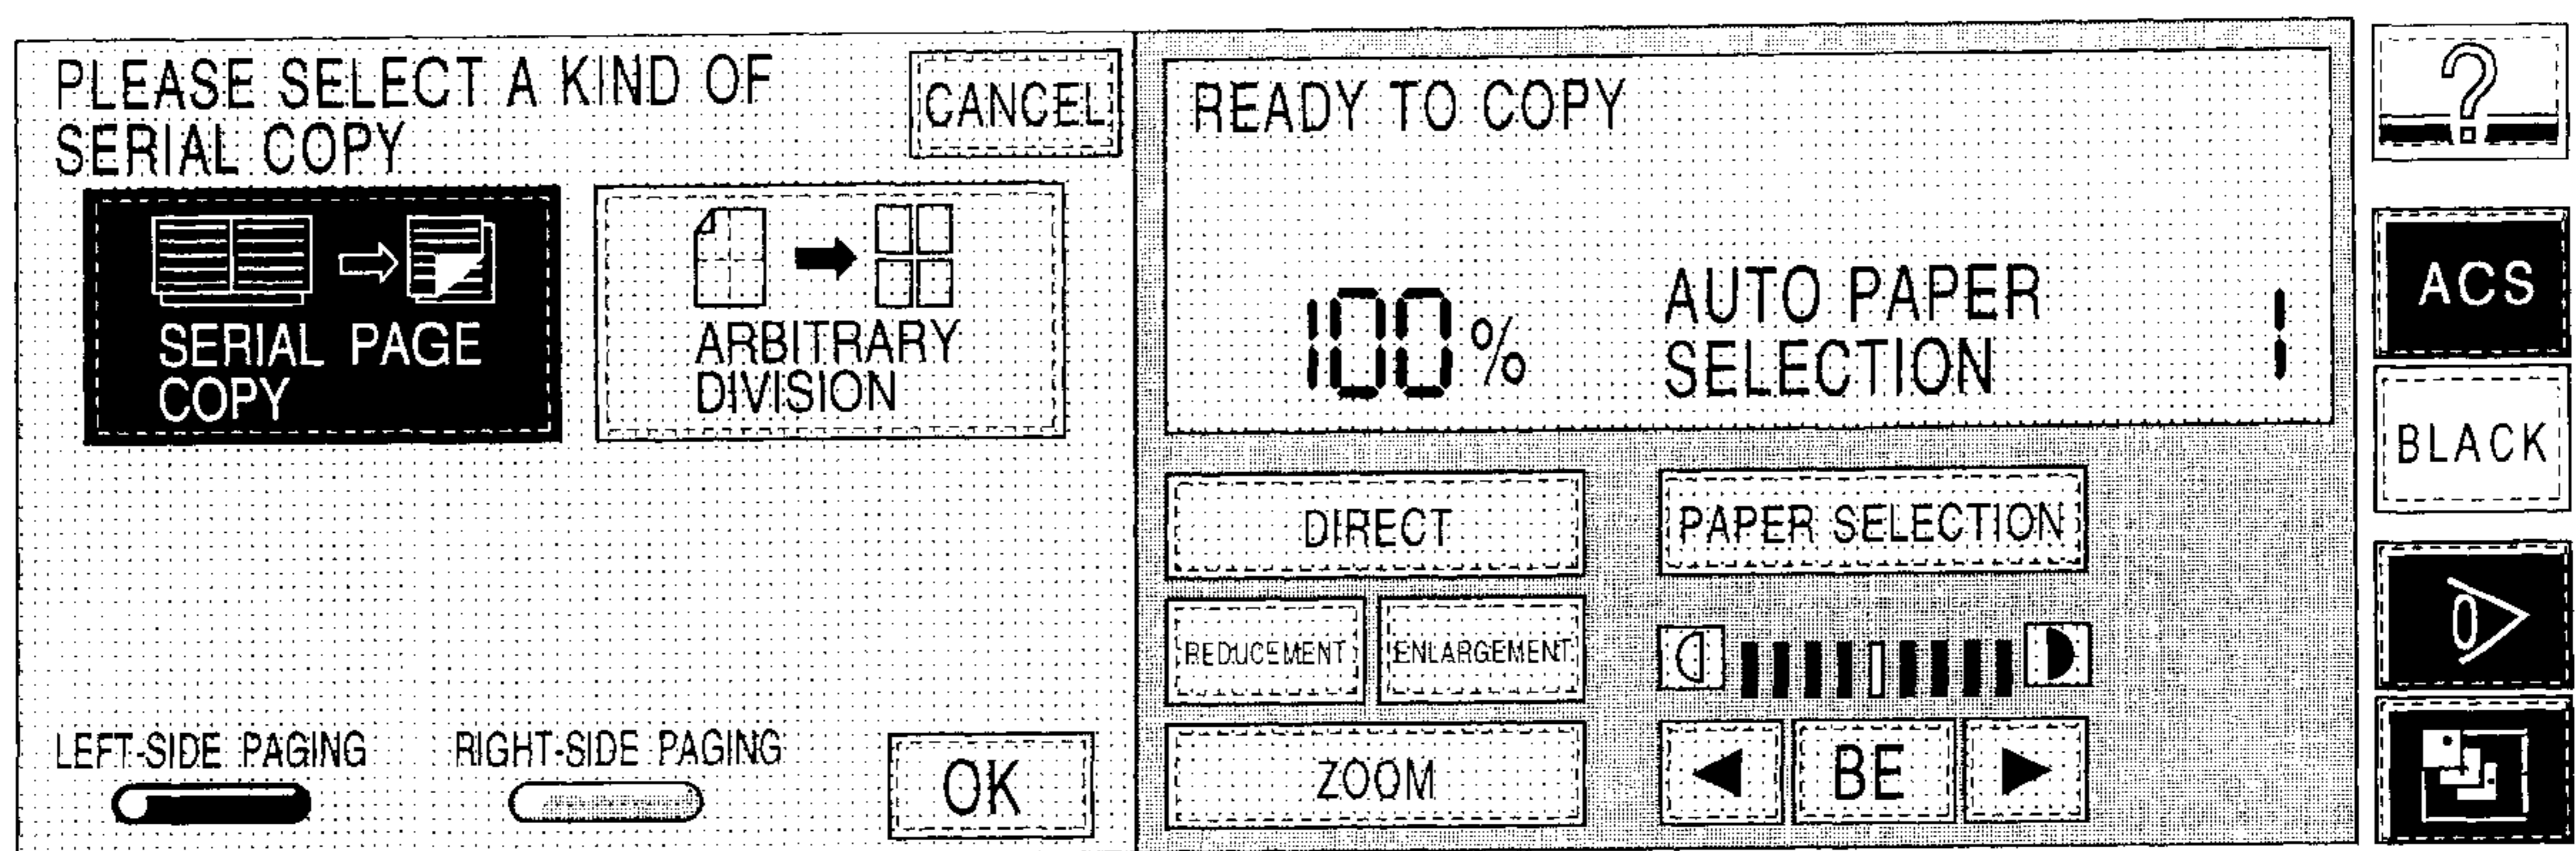 PLEASE SELECT A KIND OF
SERIAL COPY
CANCEL
SERIAL PAGE
COPY
ARBITRARY
DIVISION
LEFT-SIDE PAGING
RIGHT-SIDE PAGING
OK
READY TO COPY
100%
AUTO PAPER
SELECTION
1
DIRECT
PAPER SELECTION
REDUCEMENT
ENLARGEMENT
ZOOM
BE
?
ACS
BLACK